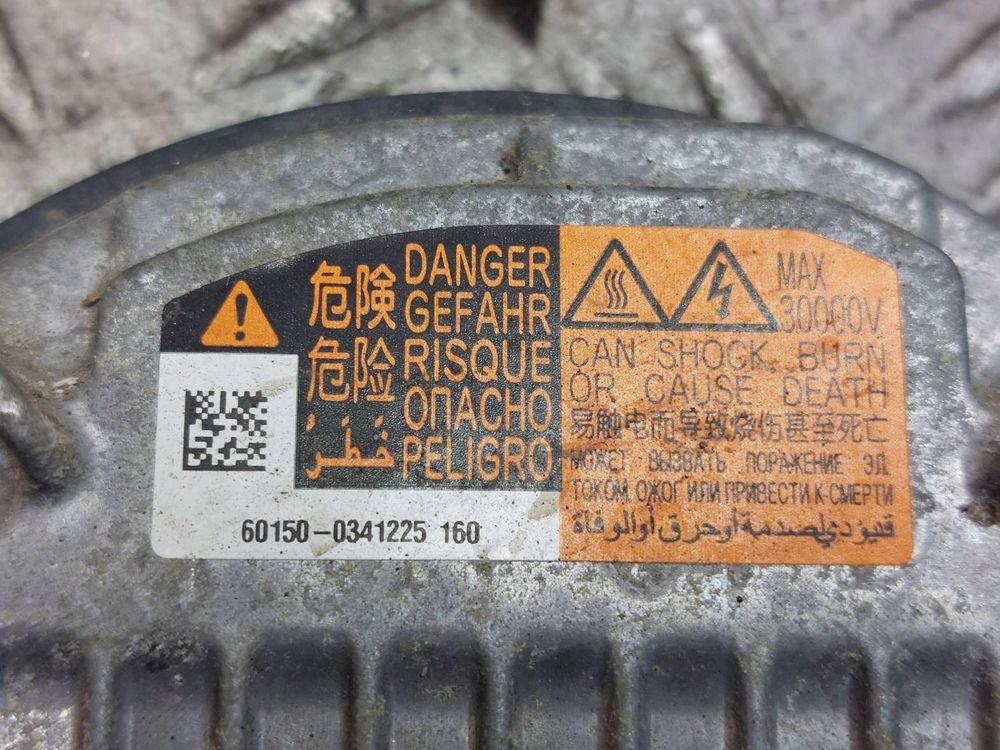 危険
危险
خَطَر
DANGER
GEFAHR
RISQUE
ОПАСНО
PELIGRO
MAX
30000V
CAN SHOCK, BURN
OR CAUSE DEATH
易触电而导致烧伤甚至死亡
МОЖЕТ ВЫЗВАТЬ ПОРАЖЕНИЕ ЭЛ.
ТОКОМ, ОЖОГ ИЛИ ПРИВЕСТИ К СМЕРТИ
قد يؤدي لصدمة أو حرق أو الوفاة
60150-0341225 160